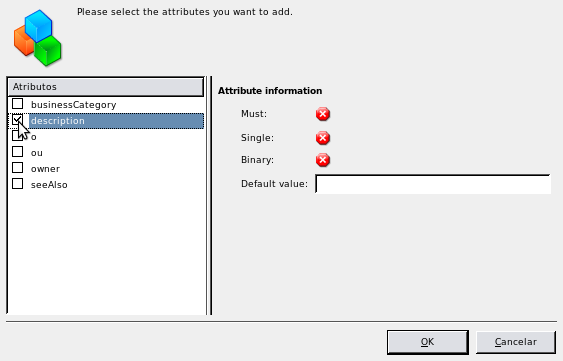 Please select the attributes you want to add.
Atributos
businessCategory
description
o
ou
owner
seeAlso
Attribute information
Must:
Single:
Binary:
Default value:
OK
Cancelar